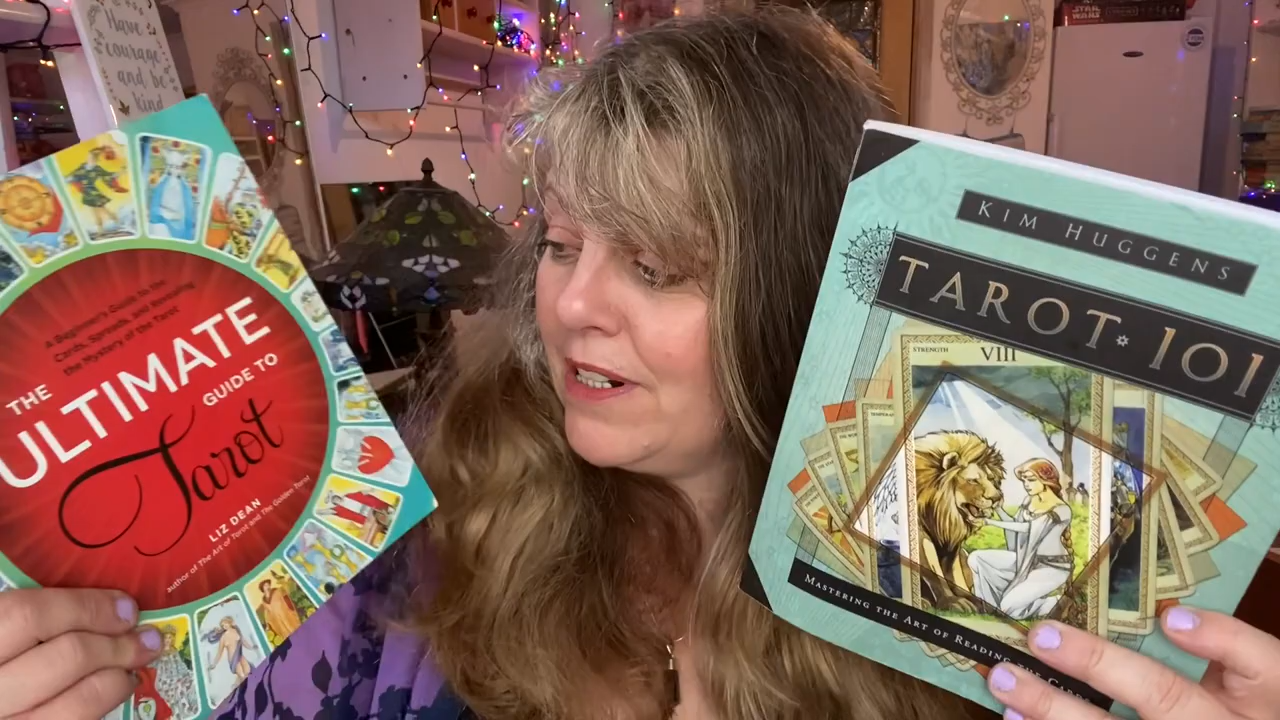 Have
courage
and be
kind
STAR
WARS
A Beginner's Guide to the
Cards, Spreads, and Revealing
the Mystery of the Tarot
THE
ULTIMATE
GUIDE TO
Tarot
LIZ DEAN
author of The Art of Tarot and The Golden Tarot
KIM HUGGENS
TAROT 101
STRENGTH VIII
MASTERING THE ART OF READING THE CARDS